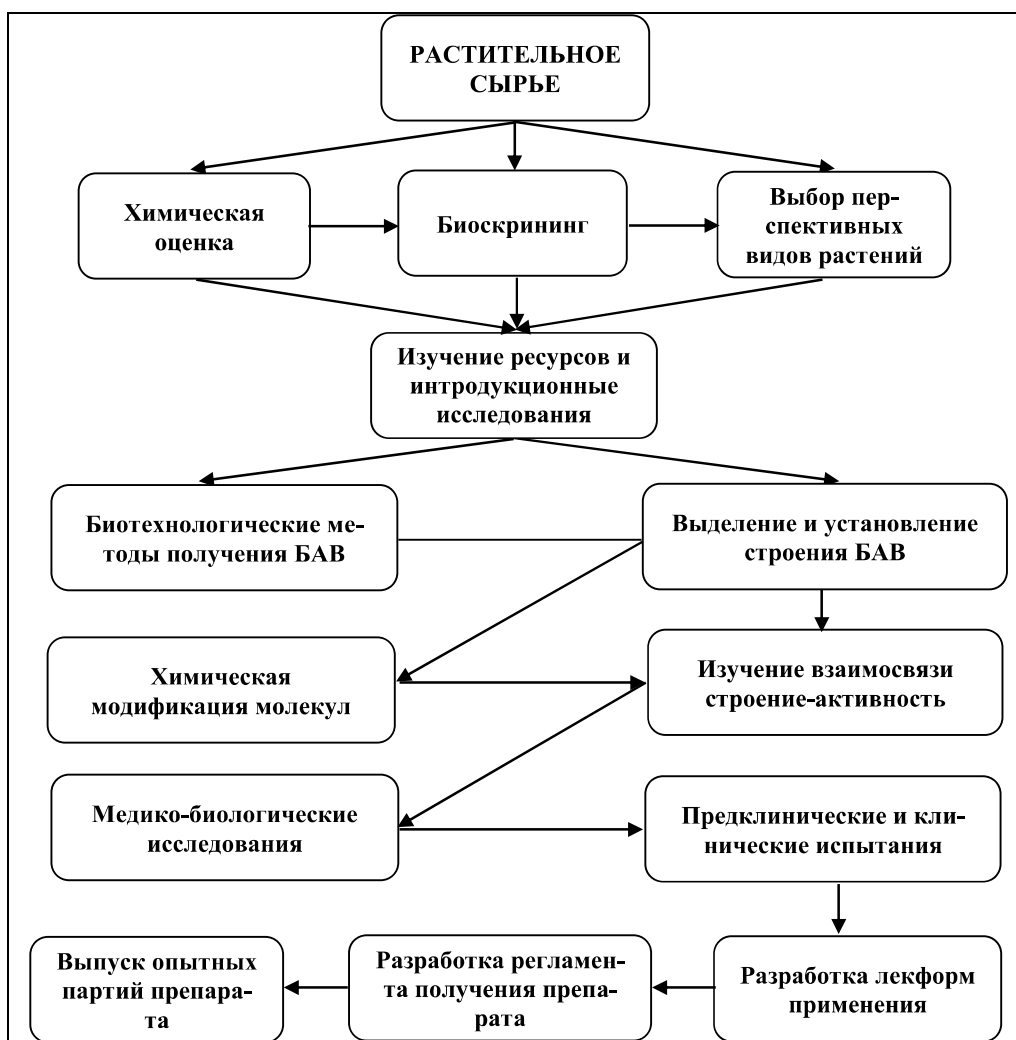 РАСТИТЕЛЬНОЕ
СЫРЬЕ
Химическая
оценка
Биоскрининг
Выбор пер-
спективных
видов растений
Изучение ресурсов и
интродукционные
исследования
Биотехнологические ме-
тоды получения БАВ
Выделение и установление
строения БАВ
Химическая
модификация молекул
Изучение взаимосвязи
строение-активность
Медико-биологические
исследования
Предклинические и кли-
нические испытания
Выпуск опытных
партий препара-
та
Разработка регламен-
та получения препа-
рата
Разработка лекформ
применения